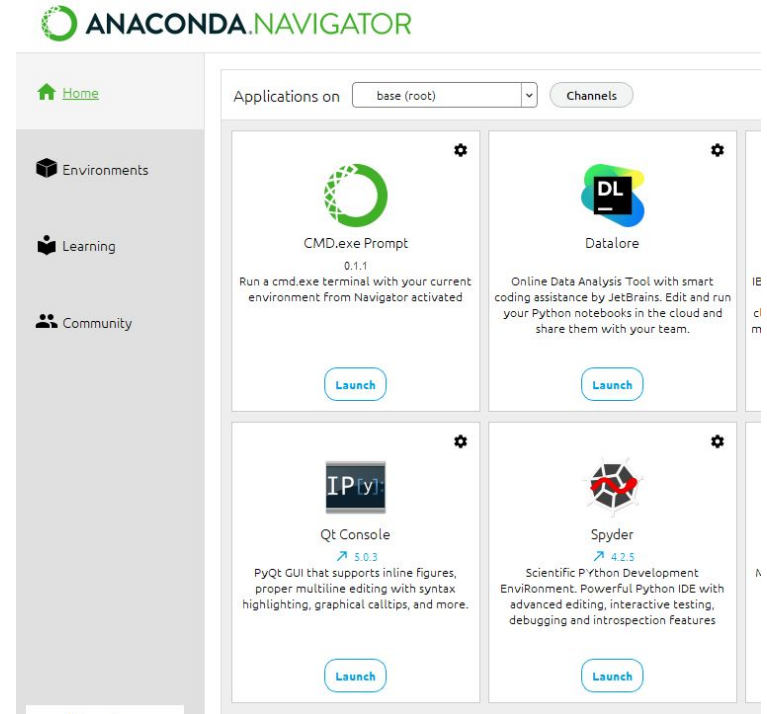 ANACONDA.NAVIGATOR
Home
Environments
Learning
Community
Applications on base (root) Channels
CMD.exe Prompt
0.1.1
Run a cmd.exe terminal with your current
environment from Navigator activated
Launch
DL
Datalore
Online Data Analysis Tool with smart
coding assistance by JetBrains. Edit and run
your Python notebooks in the cloud and
share them with your team.
Launch
IP[y]:
Qt Console
5.0.3
PyQt GUI that supports inline figures,
proper multiline editing with syntax
highlighting, graphical calltips, and more.
Launch
Spyder
4.2.5
Scientific PYthon Development
EnviRonment. Powerful Python IDE with
advanced editing, interactive testing,
debugging and introspection features
Launch